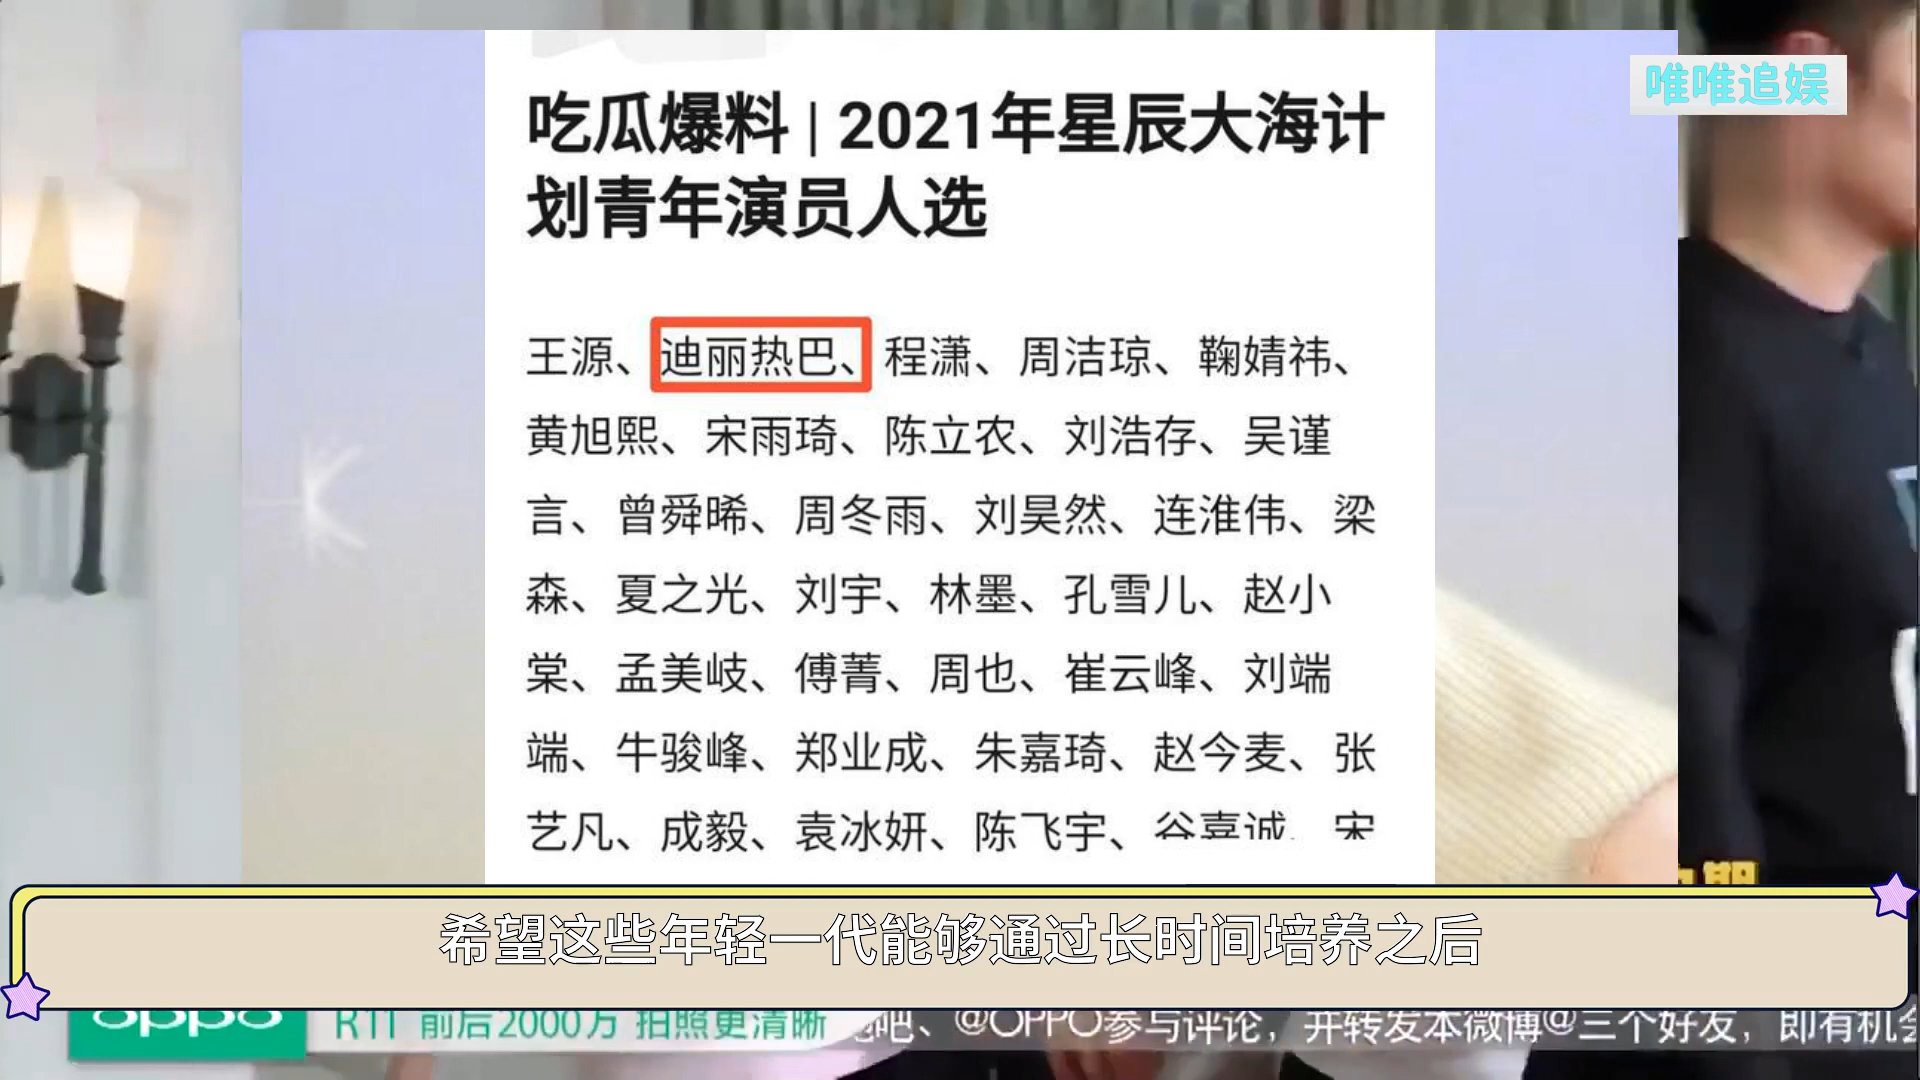 唯唯追娱
吃瓜爆料 | 2021年星辰大海计
划青年演员人选
王源、迪丽热巴、程潇、周洁琼、鞠婧祎、
黄旭熙、宋雨琦、陈立农、刘浩存、吴谨
言、曾舜晞、周冬雨、刘昊然、连淮伟、梁
森、夏之光、刘宇、林墨、孔雪儿、赵小
棠、孟美岐、傅菁、周也、崔云峰、刘端
端、牛骏峰、郑业成、朱嘉琦、赵今麦、张
艺凡、成毅、袁冰妍、陈飞宇、谷嘉诚、宋
希望这些年轻一代能够通过长时间培养之后
oppo R11 前后2000万 拍照更清晰
吧、@OPPO参与评论，并转发本微博@三个好友，即有机会